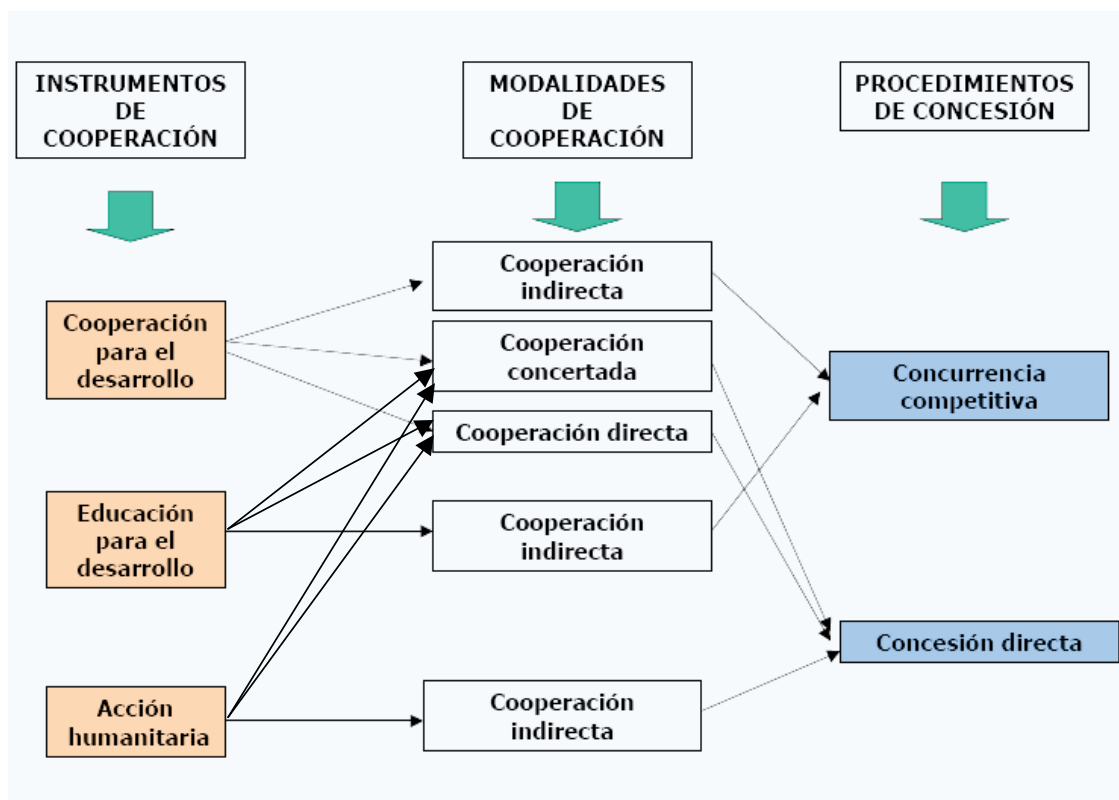 INSTRUMENTOS
DE
COOPERACIÓN
MODALIDADES
DE
COOPERACIÓN
PROCEDIMIENTOS
DE CONCESIÓN
Cooperación
para el
desarrollo
Educación
para el
desarrollo
Acción
humanitaria
Cooperación
indirecta
Cooperación
concertada
Cooperación directa
Cooperación
indirecta
Cooperación
indirecta
Concurrencia
competitiva
Concesión directa